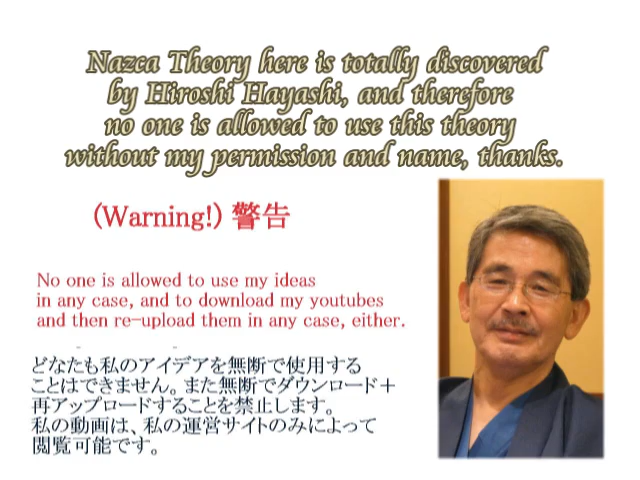 Nazca Theory here is totally discovered
by Hiroshi Hayashi, and therefore
no one is allowed to use this theory
without my permission and name, thanks.
(Warning!) 警告
No one is allowed to use my ideas
in any case, and to download my youtubes
and then re-upload them in any case, either.
どなたも私のアイデアを無断で使用する
ことはできません。また無断でダウンロード＋
再アップロードすることを禁止します。
私の動画は、私の運営サイトのみによって
閲覧可能です。